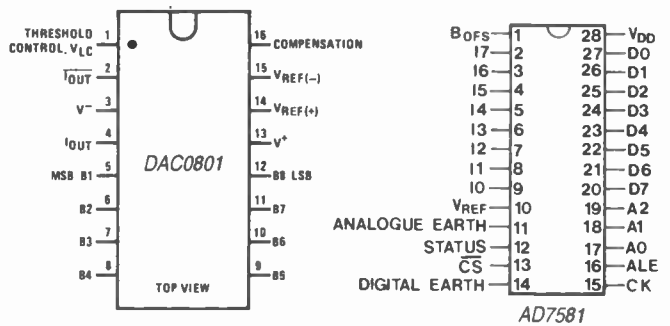 THRESHOLD
CONTROL, VLC
1
16
COMPENSATION
IOUT
2
15
VREF(−)
V−
3
14
VREF(+)
IOUT
4
13
V+
DAC0801
MSB B1
5
12
B8 LSB
B2
6
11
B7
B3
7
10
B6
B4
8
9
B5
TOP VIEW
BOFS 1 28 VDD
I7 2 27 D0
I6 3 26 D1
I5 4 25 D2
I4 5 24 D3
I3 6 23 D4
I2 7 22 D5
I1 8 21 D6
I0 9 20 D7
VREF 10 19 A2
ANALOGUE EARTH 11 18 A1
STATUS 12 17 A0
CS 13 16 ALE
DIGITAL EARTH 14 15 CK
AD7581